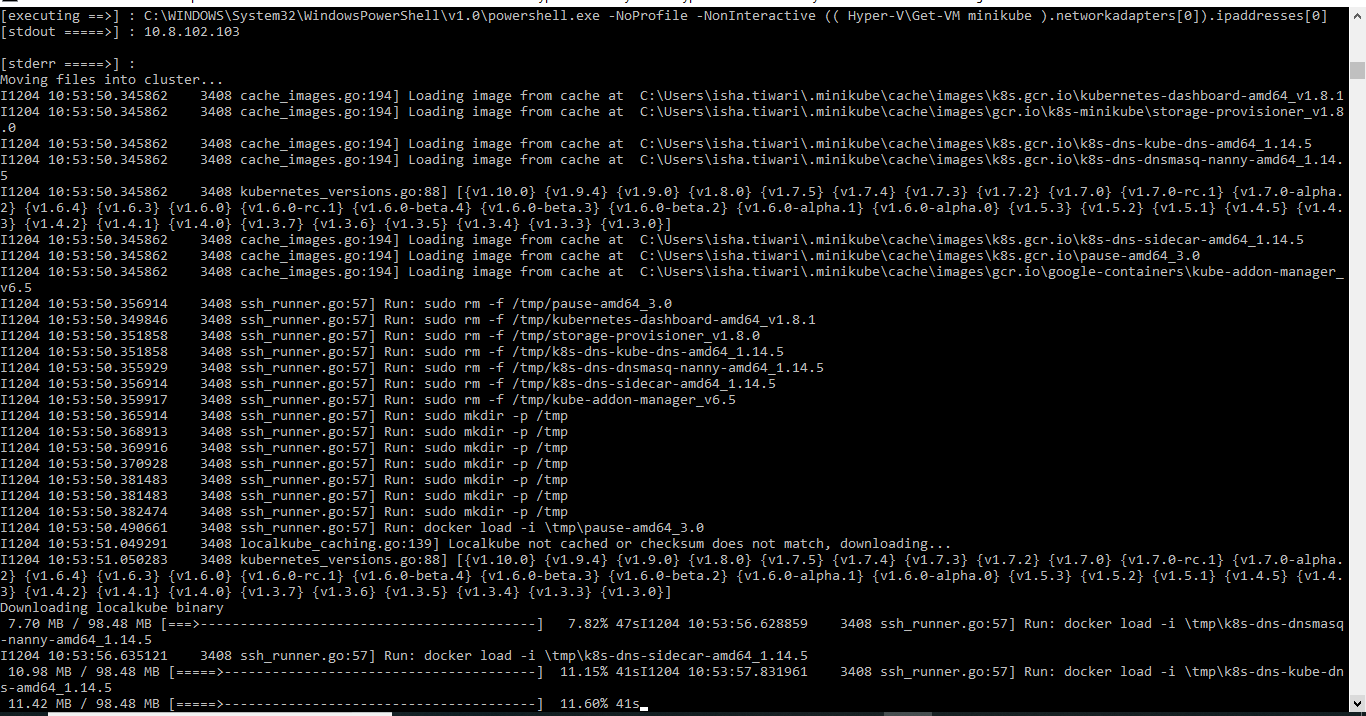 [executing ==>] : C:\WINDOWS\System32\WindowsPowerShell\v1.0\powershell.exe -NoProfile -NonInteractive (( Hyper-V\Get-VM minikube ).networkadapters[0]).ipaddresses[0]
[stdout =====>] : 10.8.102.103
[stderr =====>] :
Moving files into cluster...
I1204 10:53:50.345862    3408 cache_images.go:194] Loading image from cache at  C:\Users\isha.tiwari\.minikube\cache\images\k8s.gcr.io\kubernetes-dashboard-amd64_v1.8.1
I1204 10:53:50.345862    3408 cache_images.go:194] Loading image from cache at  C:\Users\isha.tiwari\.minikube\cache\images\gcr.io\k8s-minikube\storage-provisioner_v1.8
.0
I1204 10:53:50.345862    3408 cache_images.go:194] Loading image from cache at  C:\Users\isha.tiwari\.minikube\cache\images\k8s.gcr.io\k8s-dns-kube-dns-amd64_1.14.5
I1204 10:53:50.345862    3408 cache_images.go:194] Loading image from cache at  C:\Users\isha.tiwari\.minikube\cache\images\k8s.gcr.io\k8s-dns-dnsmasq-nanny-amd64_1.14.
5
I1204 10:53:50.345862    3408 kubernetes_versions.go:88] [{v1.10.0} {v1.9.4} {v1.9.0} {v1.8.0} {v1.7.5} {v1.7.4} {v1.7.3} {v1.7.2} {v1.7.0} {v1.7.0-rc.1} {v1.7.0-alpha.
2} {v1.6.4} {v1.6.3} {v1.6.0} {v1.6.0-rc.1} {v1.6.0-beta.4} {v1.6.0-beta.3} {v1.6.0-beta.2} {v1.6.0-alpha.1} {v1.6.0-alpha.0} {v1.5.3} {v1.5.2} {v1.5.1} {v1.4.5} {v1.4.
3} {v1.4.2} {v1.4.1} {v1.4.0} {v1.3.7} {v1.3.6} {v1.3.5} {v1.3.4} {v1.3.3} {v1.3.0}]
I1204 10:53:50.345862    3408 cache_images.go:194] Loading image from cache at  C:\Users\isha.tiwari\.minikube\cache\images\k8s.gcr.io\k8s-dns-sidecar-amd64_1.14.5
I1204 10:53:50.345862    3408 cache_images.go:194] Loading image from cache at  C:\Users\isha.tiwari\.minikube\cache\images\k8s.gcr.io\pause-amd64_3.0
I1204 10:53:50.345862    3408 cache_images.go:194] Loading image from cache at  C:\Users\isha.tiwari\.minikube\cache\images\gcr.io\google-containers\kube-addon-manager_
v6.5
I1204 10:53:50.356914    3408 ssh_runner.go:57] Run: sudo rm -f /tmp/pause-amd64_3.0
I1204 10:53:50.349846    3408 ssh_runner.go:57] Run: sudo rm -f /tmp/kubernetes-dashboard-amd64_v1.8.1
I1204 10:53:50.351858    3408 ssh_runner.go:57] Run: sudo rm -f /tmp/storage-provisioner_v1.8.0
I1204 10:53:50.351858    3408 ssh_runner.go:57] Run: sudo rm -f /tmp/k8s-dns-kube-dns-amd64_1.14.5
I1204 10:53:50.355929    3408 ssh_runner.go:57] Run: sudo rm -f /tmp/k8s-dns-dnsmasq-nanny-amd64_1.14.5
I1204 10:53:50.356914    3408 ssh_runner.go:57] Run: sudo rm -f /tmp/k8s-dns-sidecar-amd64_1.14.5
I1204 10:53:50.359917    3408 ssh_runner.go:57] Run: sudo rm -f /tmp/kube-addon-manager_v6.5
I1204 10:53:50.365914    3408 ssh_runner.go:57] Run: sudo mkdir -p /tmp
I1204 10:53:50.368913    3408 ssh_runner.go:57] Run: sudo mkdir -p /tmp
I1204 10:53:50.369916    3408 ssh_runner.go:57] Run: sudo mkdir -p /tmp
I1204 10:53:50.370928    3408 ssh_runner.go:57] Run: sudo mkdir -p /tmp
I1204 10:53:50.381483    3408 ssh_runner.go:57] Run: sudo mkdir -p /tmp
I1204 10:53:50.381483    3408 ssh_runner.go:57] Run: sudo mkdir -p /tmp
I1204 10:53:50.382474    3408 ssh_runner.go:57] Run: sudo mkdir -p /tmp
I1204 10:53:50.490661    3408 ssh_runner.go:57] Run: docker load -i \tmp\pause-amd64_3.0
I1204 10:53:51.049291    3408 localkube_caching.go:139] Localkube not cached or checksum does not match, downloading...
I1204 10:53:51.050283    3408 kubernetes_versions.go:88] [{v1.10.0} {v1.9.4} {v1.9.0} {v1.8.0} {v1.7.5} {v1.7.4} {v1.7.3} {v1.7.2} {v1.7.0} {v1.7.0-rc.1} {v1.7.0-alpha.
2} {v1.6.4} {v1.6.3} {v1.6.0} {v1.6.0-rc.1} {v1.6.0-beta.4} {v1.6.0-beta.3} {v1.6.0-beta.2} {v1.6.0-alpha.1} {v1.6.0-alpha.0} {v1.5.3} {v1.5.2} {v1.5.1} {v1.4.5} {v1.4.
3} {v1.4.2} {v1.4.1} {v1.4.0} {v1.3.7} {v1.3.6} {v1.3.5} {v1.3.4} {v1.3.3} {v1.3.0}]
Downloading localkube binary
 7.70 MB / 98.48 MB [===>------------------------------------------]   7.82% 47sI1204 10:53:56.628859    3408 ssh_runner.go:57] Run: docker load -i \tmp\k8s-dns-dnsmasq
-nanny-amd64_1.14.5
I1204 10:53:56.635121    3408 ssh_runner.go:57] Run: docker load -i \tmp\k8s-dns-sidecar-amd64_1.14.5
 10.98 MB / 98.48 MB [=====>---------------------------------------]  11.15% 41sI1204 10:53:57.831961    3408 ssh_runner.go:57] Run: docker load -i \tmp\k8s-dns-kube-dn
s-amd64_1.14.5
 11.42 MB / 98.48 MB [=====>---------------------------------------]  11.60% 41s